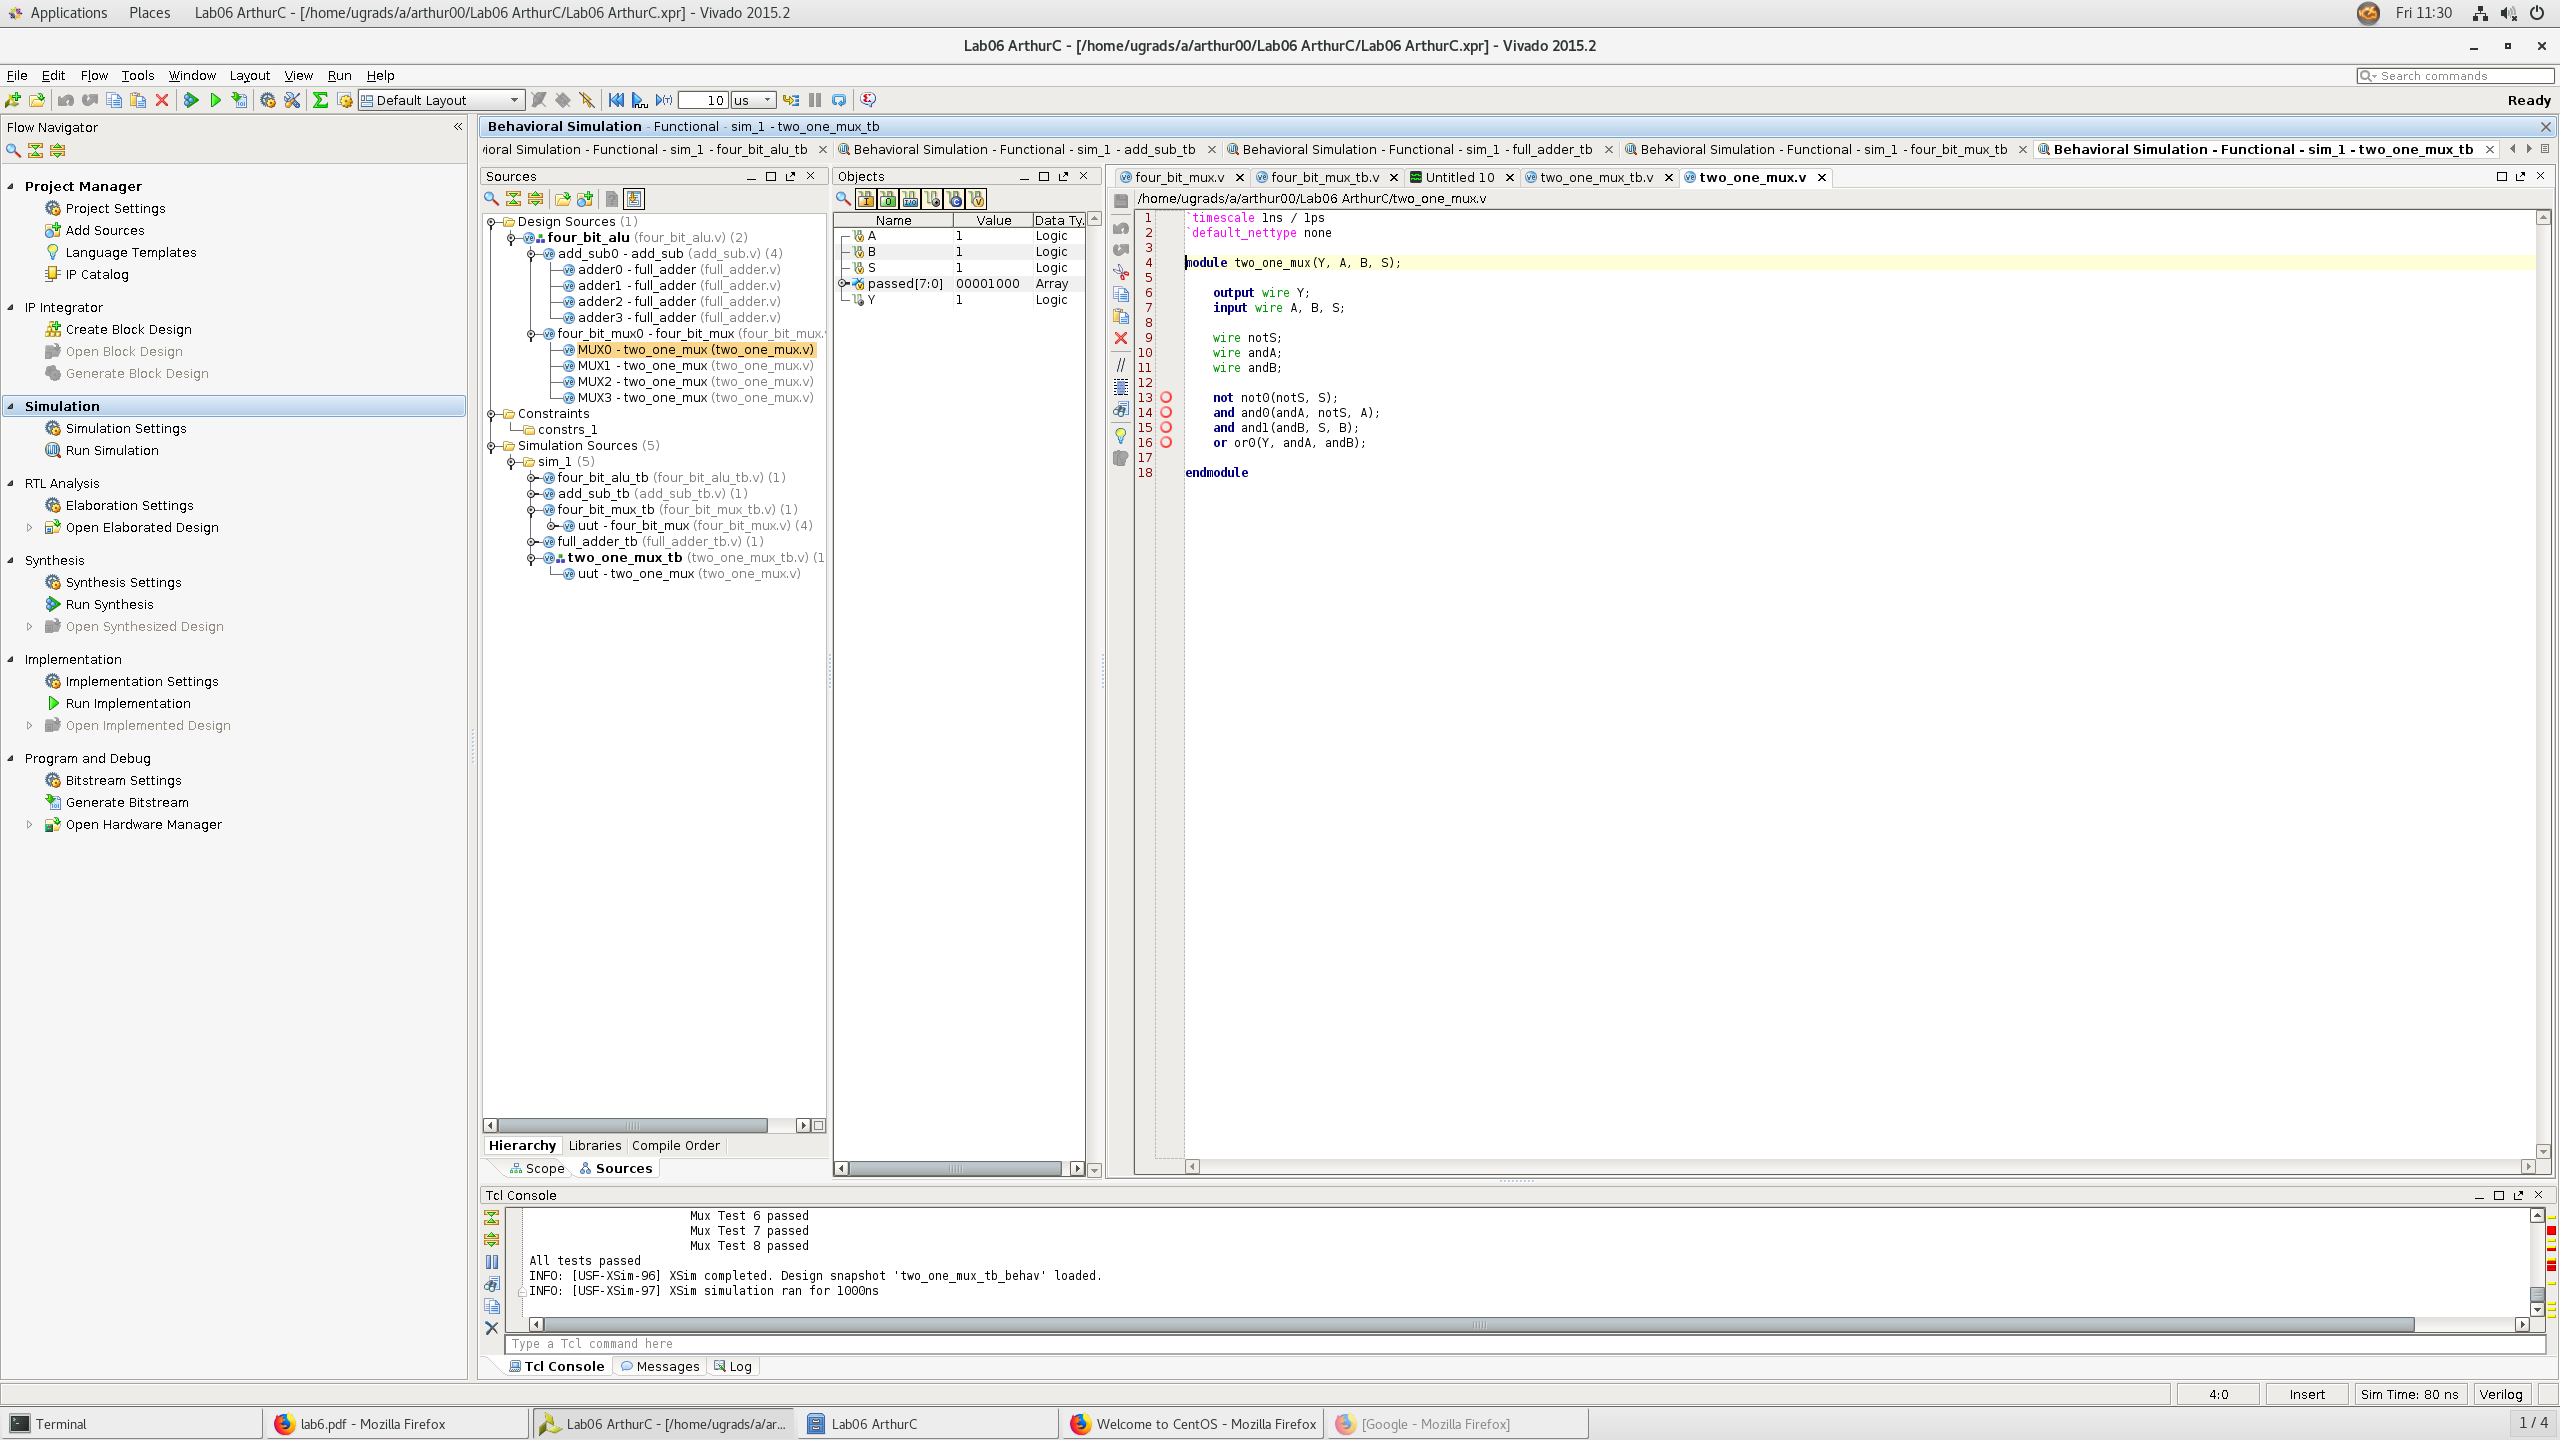 Applications Places Lab06 ArthurC - [/home/ugrads/a/arthur00/Lab06 ArthurC/Lab06 ArthurC.xpr] - Vivado 2015.2 Fri 11:30
Lab06 ArthurC - [/home/ugrads/a/arthur00/Lab06 ArthurC/Lab06 ArthurC.xpr] - Vivado 2015.2
File Edit Flow Tools Window Layout View Run Help Search commands
Default Layout 10 us Ready
Flow Navigator
Project Manager
Project Settings
Add Sources
Language Templates
IP Catalog
IP Integrator
Create Block Design
Open Block Design
Generate Block Design
Simulation
Simulation Settings
Run Simulation
RTL Analysis
Elaboration Settings
Open Elaborated Design
Synthesis
Synthesis Settings
Run Synthesis
Open Synthesized Design
Implementation
Implementation Settings
Run Implementation
Open Implemented Design
Program and Debug
Bitstream Settings
Generate Bitstream
Open Hardware Manager
Behavioral Simulation - Functional - sim_1 - two_one_mux_tb
ioral Simulation - Functional - sim_1 - four_bit_alu_tb Behavioral Simulation - Functional - sim_1 - add_sub_tb Behavioral Simulation - Functional - sim_1 - full_adder_tb Behavioral Simulation - Functional - sim_1 - four_bit_mux_tb Behavioral Simulation - Functional - sim_1 - two_one_mux_tb
Sources
Design Sources (1)
four_bit_alu (four_bit_alu.v) (2)
add_sub0 - add_sub (add_sub.v) (4)
adder0 - full_adder (full_adder.v)
adder1 - full_adder (full_adder.v)
adder2 - full_adder (full_adder.v)
adder3 - full_adder (full_adder.v)
four_bit_mux0 - four_bit_mux (four_bit_mux.
MUX0 - two_one_mux (two_one_mux.v)
MUX1 - two_one_mux (two_one_mux.v)
MUX2 - two_one_mux (two_one_mux.v)
MUX3 - two_one_mux (two_one_mux.v)
Constraints
constrs_1
Simulation Sources (5)
sim_1 (5)
four_bit_alu_tb (four_bit_alu_tb.v) (1)
add_sub_tb (add_sub_tb.v) (1)
four_bit_mux_tb (four_bit_mux_tb.v) (1)
uut - four_bit_mux (four_bit_mux.v) (4)
full_adder_tb (full_adder_tb.v) (1)
two_one_mux_tb (two_one_mux_tb.v) (1
uut - two_one_mux (two_one_mux.v)
Hierarchy Libraries Compile Order
Scope Sources
Objects
Name Value Data Ty.
A 1 Logic
B 1 Logic
S 1 Logic
passed[7:0] 00001000 Array
Y 1 Logic
four_bit_mux.v four_bit_mux_tb.v Untitled 10 two_one_mux_tb.v two_one_mux.v
/home/ugrads/a/arthur00/Lab06 ArthurC/two_one_mux.v
1 `timescale 1ns / 1ps
2 `default_nettype none
3
4 module two_one_mux(Y, A, B, S);
5
6 output wire Y;
7 input wire A, B, S;
8
9 wire notS;
10 wire andA;
11 wire andB;
12
13 not not0(notS, S);
14 and and0(andA, notS, A);
15 and and1(andB, S, B);
16 or or0(Y, andA, andB);
17
18 endmodule
Tcl Console
Mux Test 6 passed
Mux Test 7 passed
Mux Test 8 passed
All tests passed
INFO: [USF-XSim-96] XSim completed. Design snapshot 'two_one_mux_tb_behav' loaded.
INFO: [USF-XSim-97] XSim simulation ran for 1000ns
Type a Tcl command here
Tcl Console Messages Log
4:0 Insert Sim Time: 80 ns Verilog
Terminal lab6.pdf - Mozilla Firefox Lab06 ArthurC - [/home/ugrads/a/ar... Lab06 ArthurC Welcome to CentOS - Mozilla Firefox [Google - Mozilla Firefox] 1 / 4